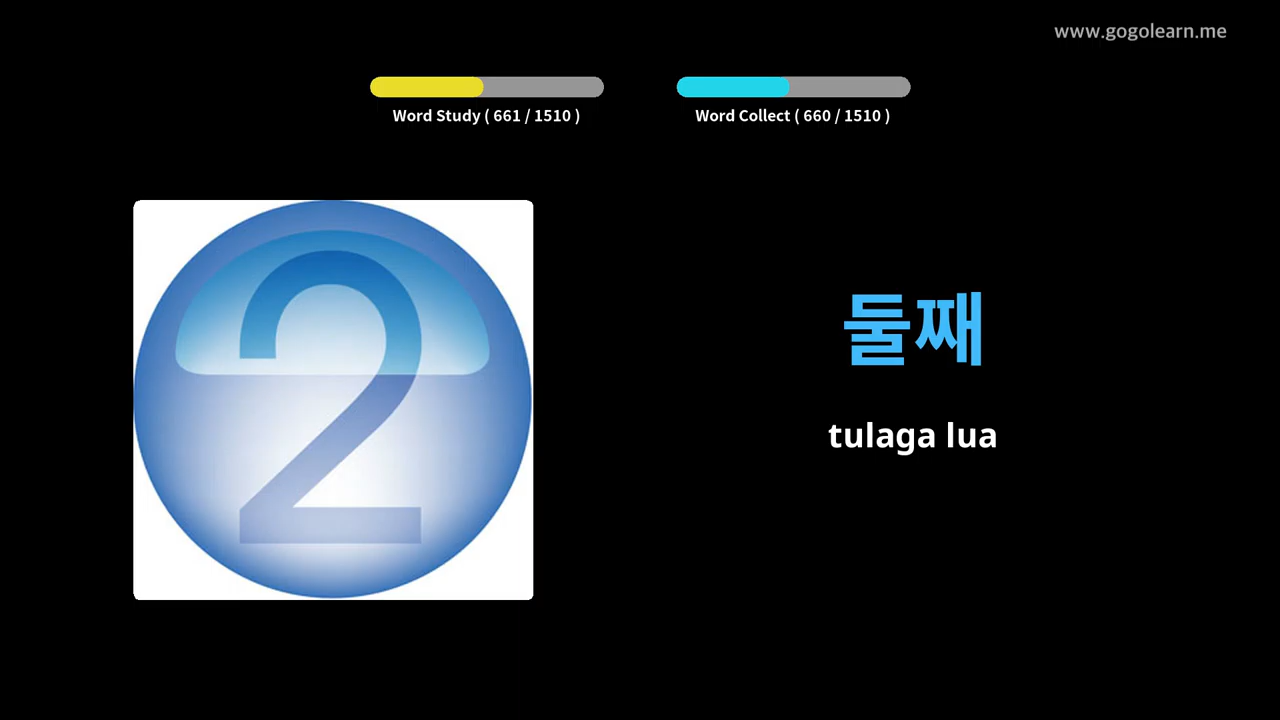 www.gogolearn.me
Word Study ( 661 / 1510 )
Word Collect ( 660 / 1510 )
2
둘째
tulaga lua